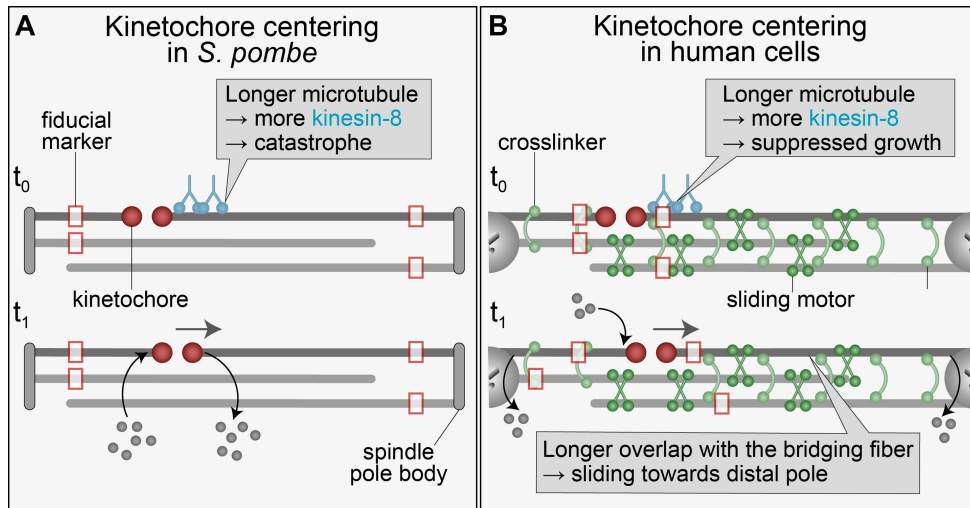 A
Kinetochore centering
in S. pombe
Longer microtubule
→ more kinesin-8
→ catastrophe
fiducial
marker
t0
kinetochore
t1
spindle
pole body
B
Kinetochore centering
in human cells
Longer microtubule
→ more kinesin-8
→ suppressed growth
crosslinker
t0
sliding motor
t1
Longer overlap with the bridging fiber
→ sliding towards distal pole